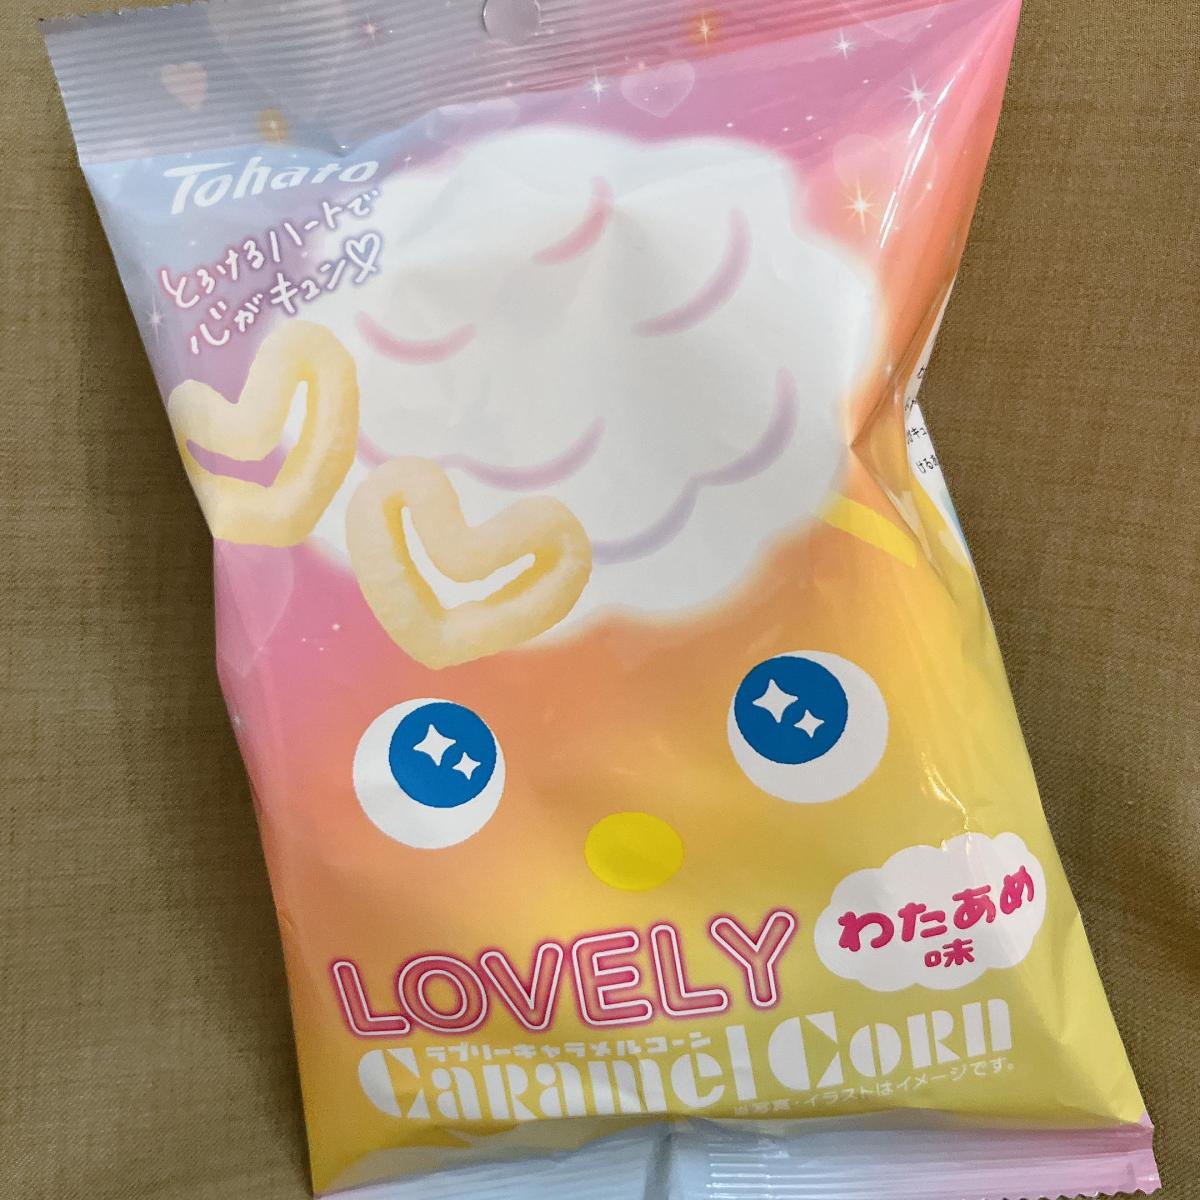 Tohato
とろけるハートで
心がキュン♡
わたあめ
味
LOVELY
ラブリーキャラメルコーン
Caramel Corn
※写真・イラストはイメージです。